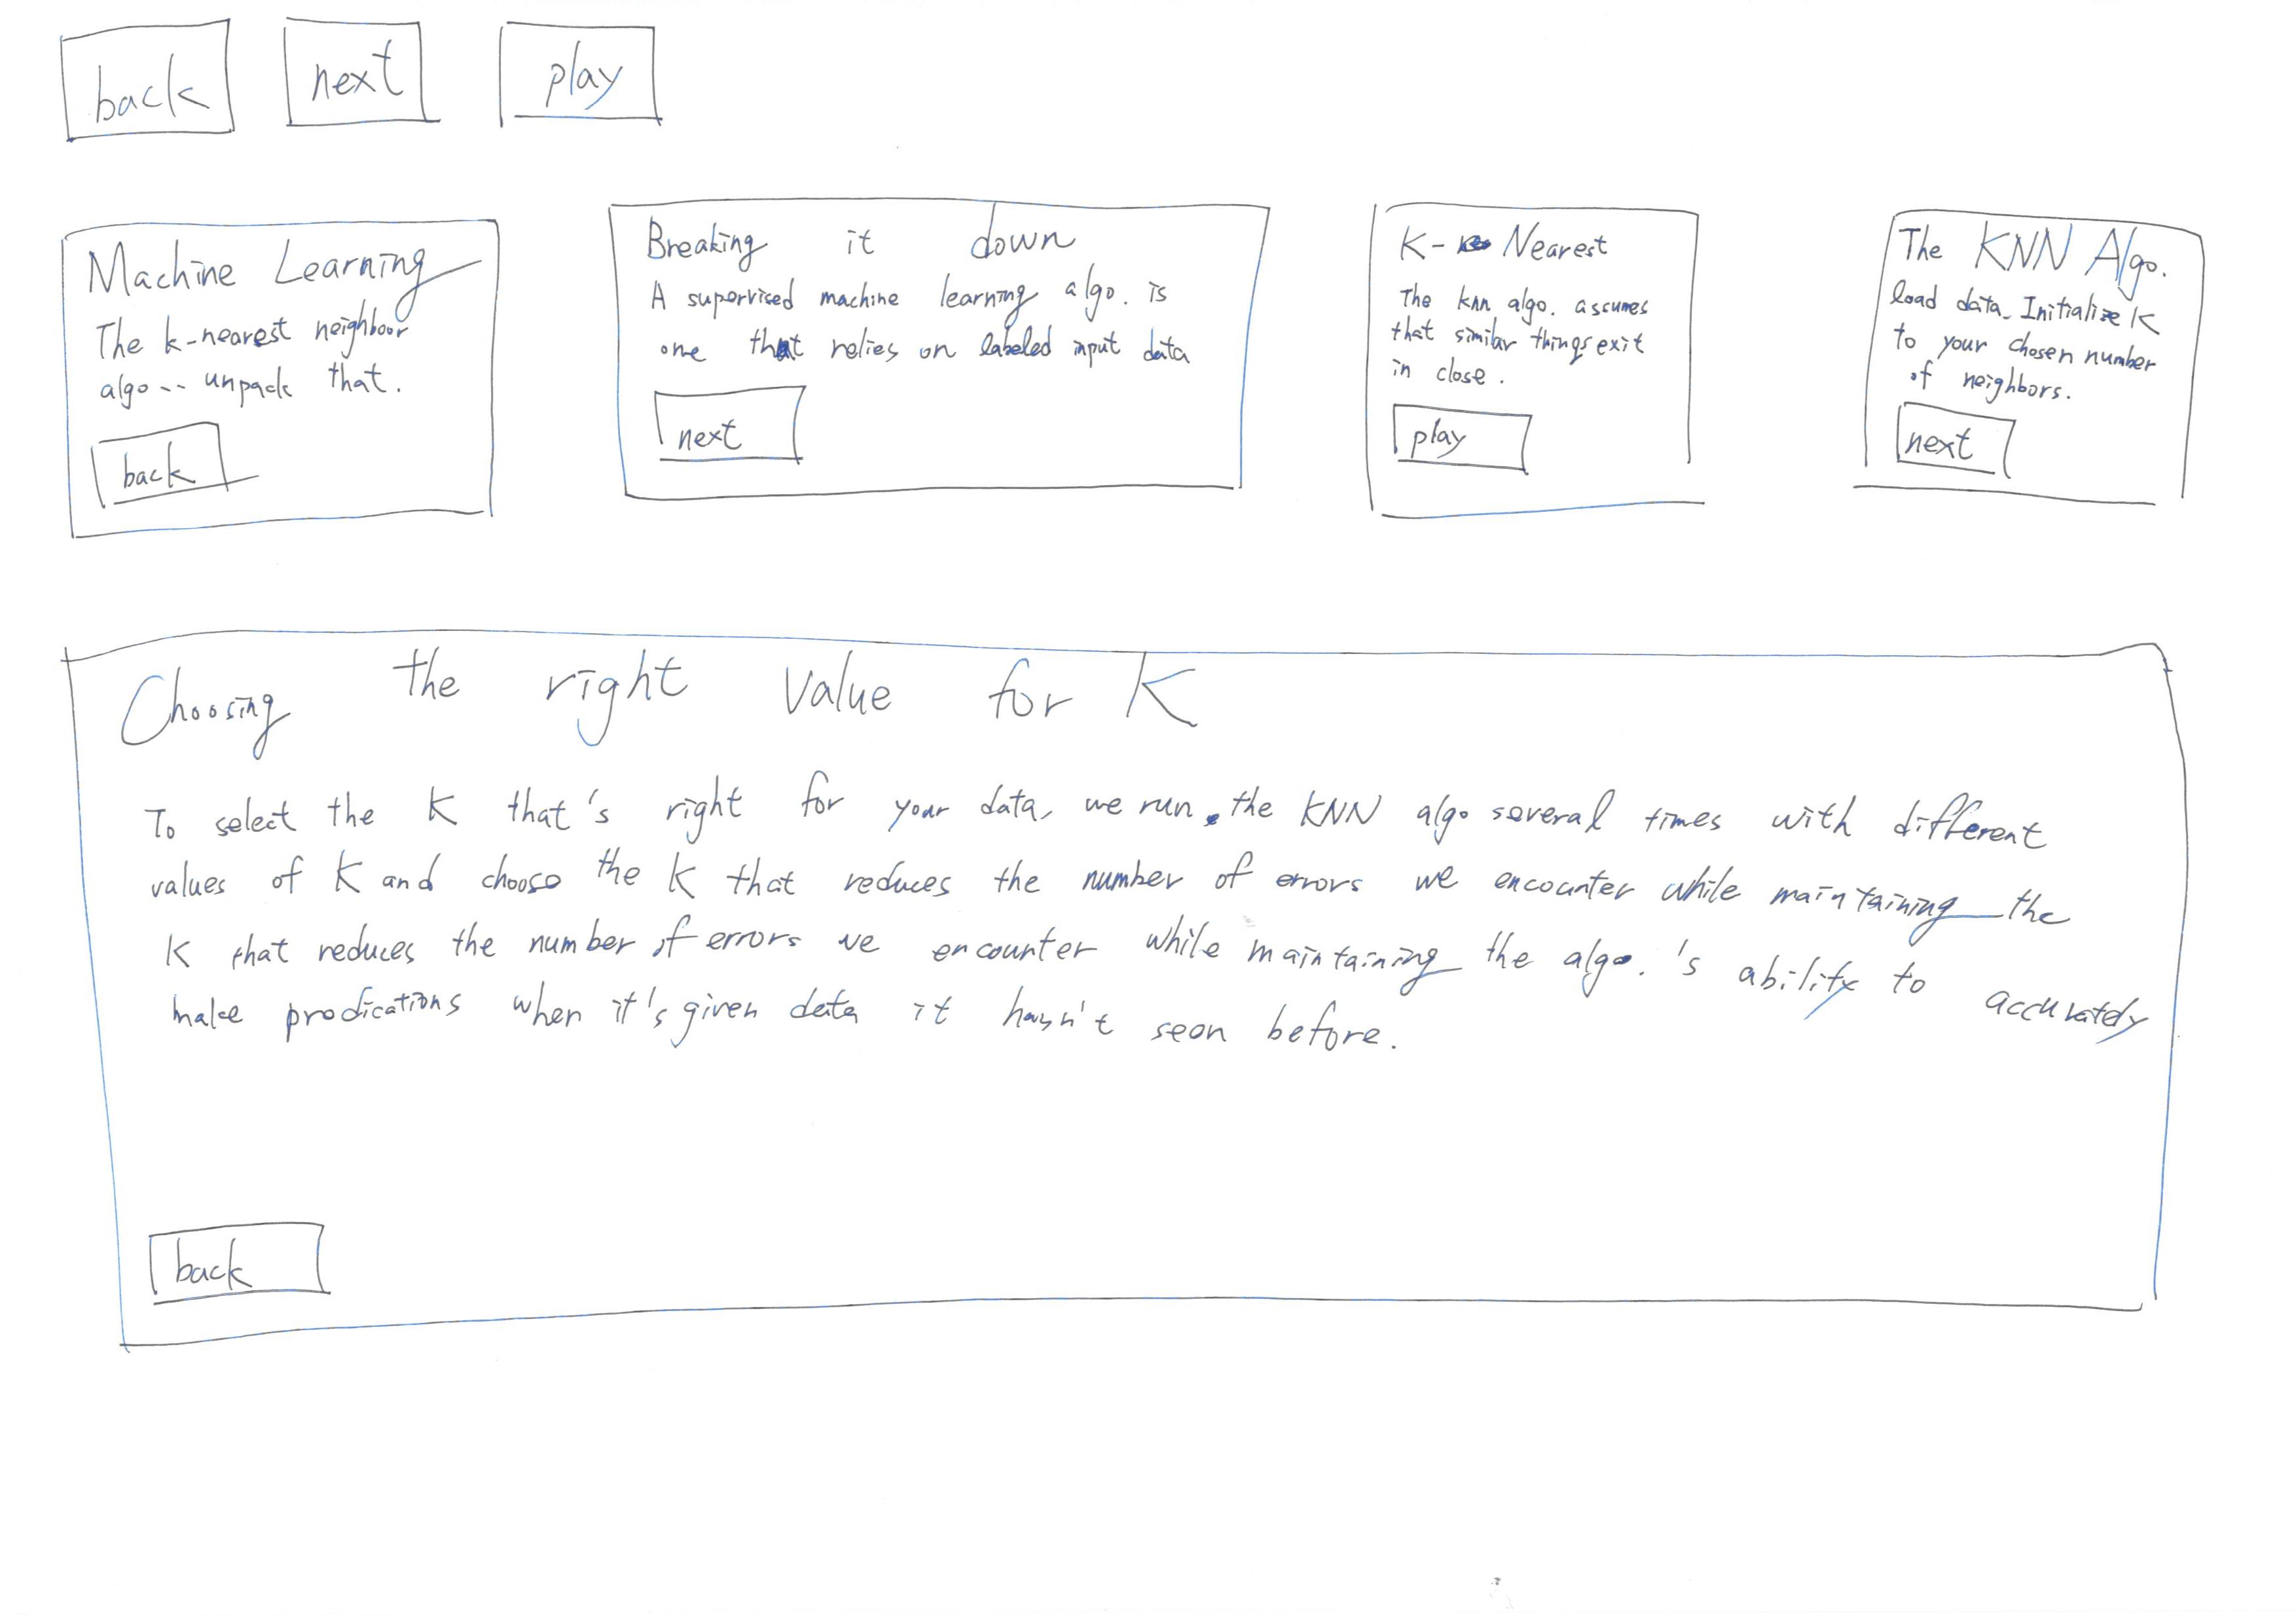 back next play
Machine Learning
The k-nearest neighbour
algo-- unpack that.
back
Breaking it down
A supervised machine learning algo. is
one that relies on labeled input data
next
K- Nearest
The knn algo. assumes
that similar things exit
in close.
play
The KNN Algo.
load data. Initialize K
to your chosen number
of neighbors.
next
Choosing the right value for K
To select the K that's right for your data, we run the KNN algo several times with different
values of K and choose the K that reduces the number of errors we encounter while maintaining the
K that reduces the number of errors we encounter while maintaining the algo.'s ability to accurately
make prodications when it's given data it hasn't seen before.
back